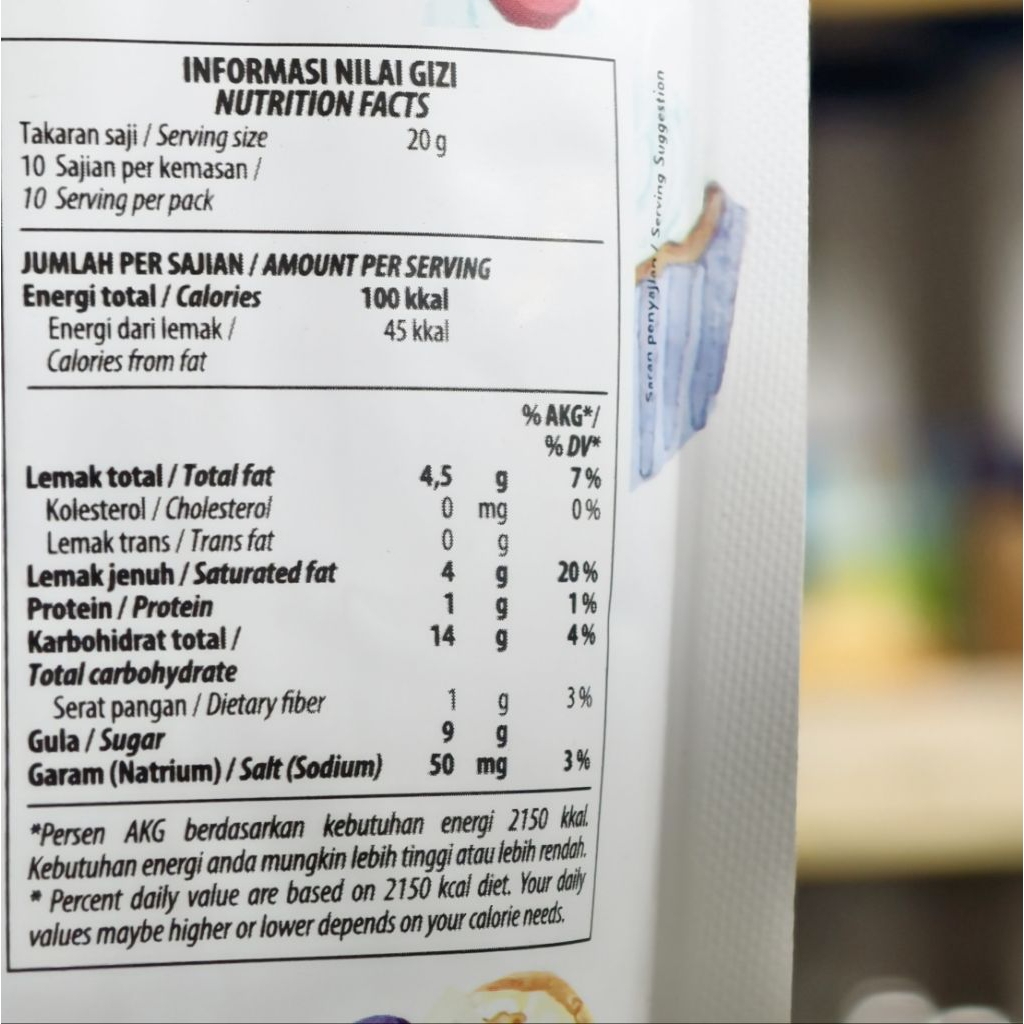 INFORMASI NILAI GIZI
NUTRITION FACTS
Takaran saji / Serving size 20 g
10 Sajian per kemasan /
10 Serving per pack
JUMLAH PER SAJIAN / AMOUNT PER SERVING
Energi total / Calories 100 kkal
Energi dari lemak / 45 kkal
Calories from fat
% AKG*/
% DV*
Lemak total / Total fat 4,5 g 7 %
Kolesterol / Cholesterol 0 mg 0 %
Lemak trans / Trans fat 0 g
Lemak jenuh / Saturated fat 4 g 20 %
Protein / Protein 1 g 1 %
Karbohidrat total / 14 g 4 %
Total carbohydrate
Serat pangan / Dietary fiber 1 g 3 %
Gula / Sugar 9 g
Garam (Natrium) / Salt (Sodium) 50 mg 3 %
*Persen AKG berdasarkan kebutuhan energi 2150 kkal.
Kebutuhan energi anda mungkin lebih tinggi atau lebih rendah.
* Percent daily value are based on 2150 kcal diet. Your daily
values maybe higher or lower depends on your calorie needs.
Saran penyajian / Serving Suggestion